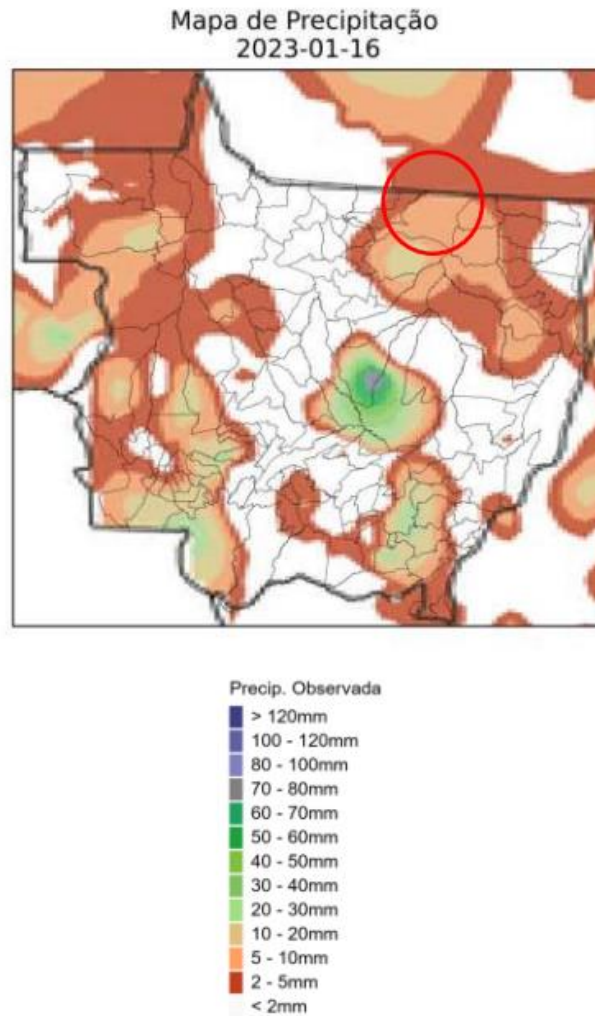 Mapa de Precipitação
2023-01-16
Precip. Observada
> 120mm
100 - 120mm
80 - 100mm
70 - 80mm
60 - 70mm
50 - 60mm
40 - 50mm
30 - 40mm
20 - 30mm
10 - 20mm
5 - 10mm
2 - 5mm
< 2mm